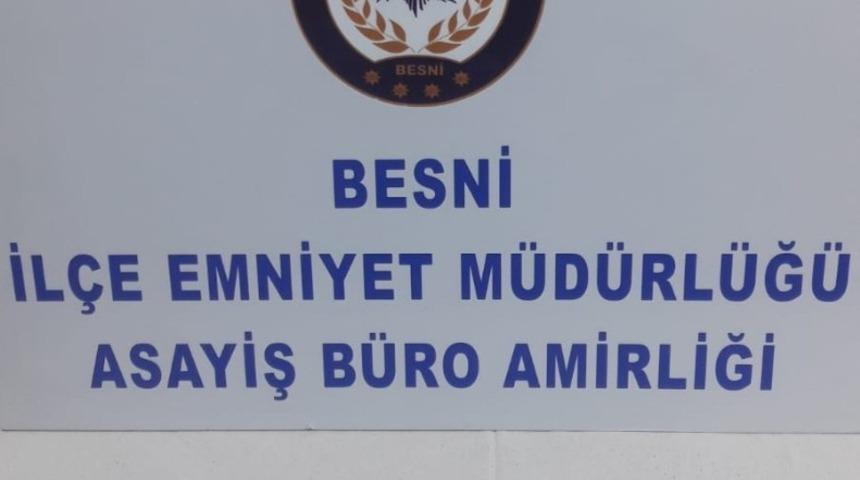 BESNİ
BESNİ
İLÇE EMNİYET MÜDÜRLÜĞÜ
ASAYİŞ BÜRO AMİRLİĞİ